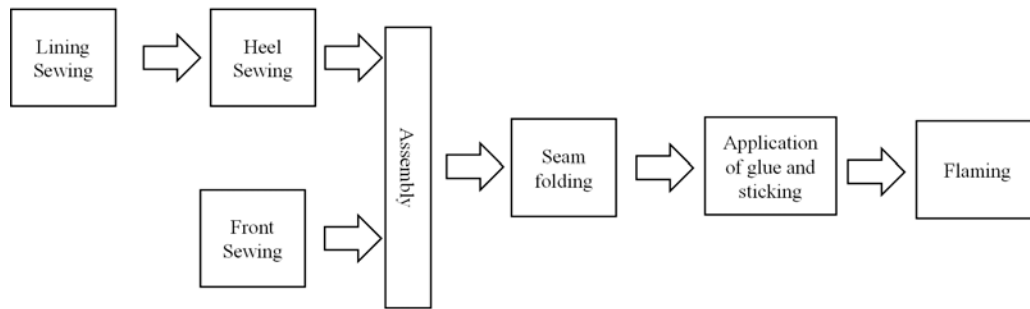 Lining
Sewing
Heel
Sewing
Front
Sewing
Assembly
Seam
folding
Application
of glue and
sticking
Flaming